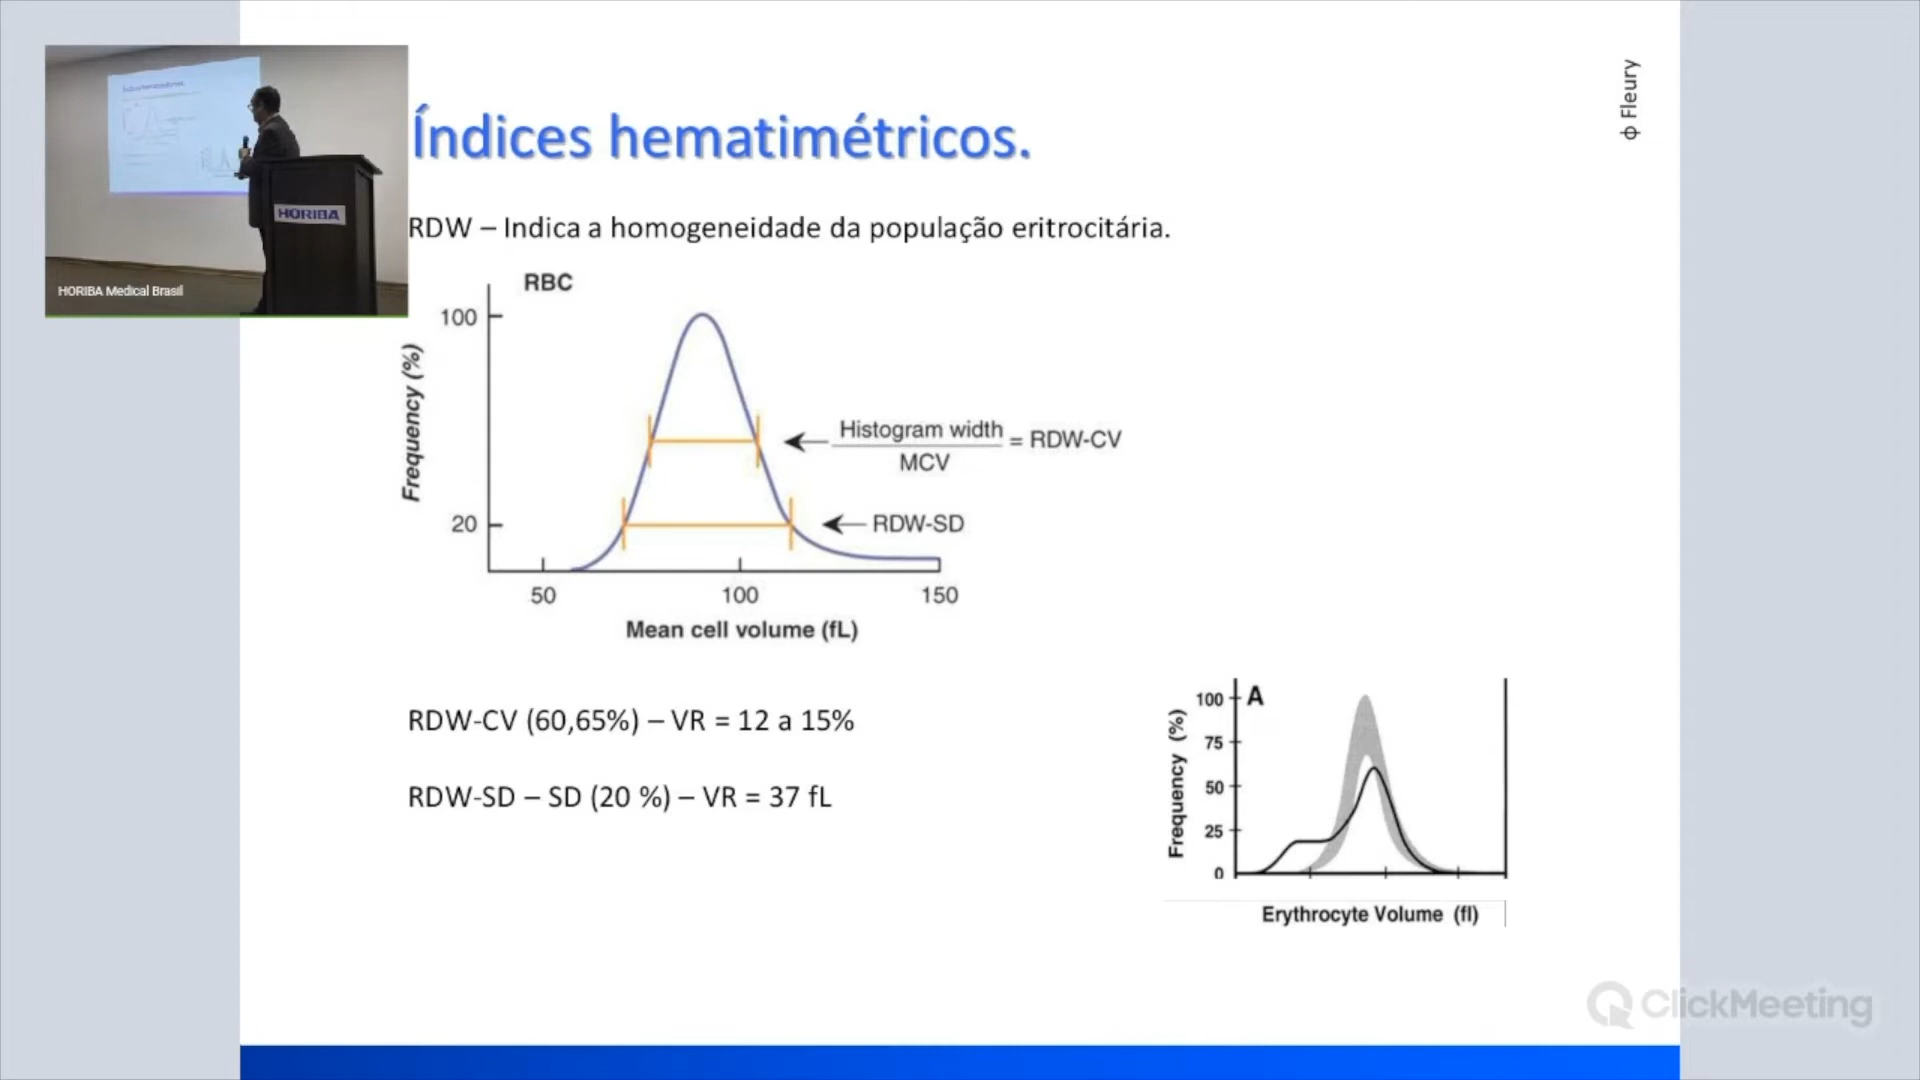 Índices hematimétricos.
ϕ Fleury
HORIBA
HORIBA Medical Brasil
RDW – Indica a homogeneidade da população eritrocitária.
RBC
100
20
Frequency (%)
Histogram width
MCV
= RDW-CV
RDW-SD
50 100 150
Mean cell volume (fL)
RDW-CV (60,65%) – VR = 12 a 15%
RDW-SD – SD (20 %) – VR = 37 fL
A
100
75
50
25
0
Frequency (%)
Erythrocyte Volume (fl)
ClickMeeting